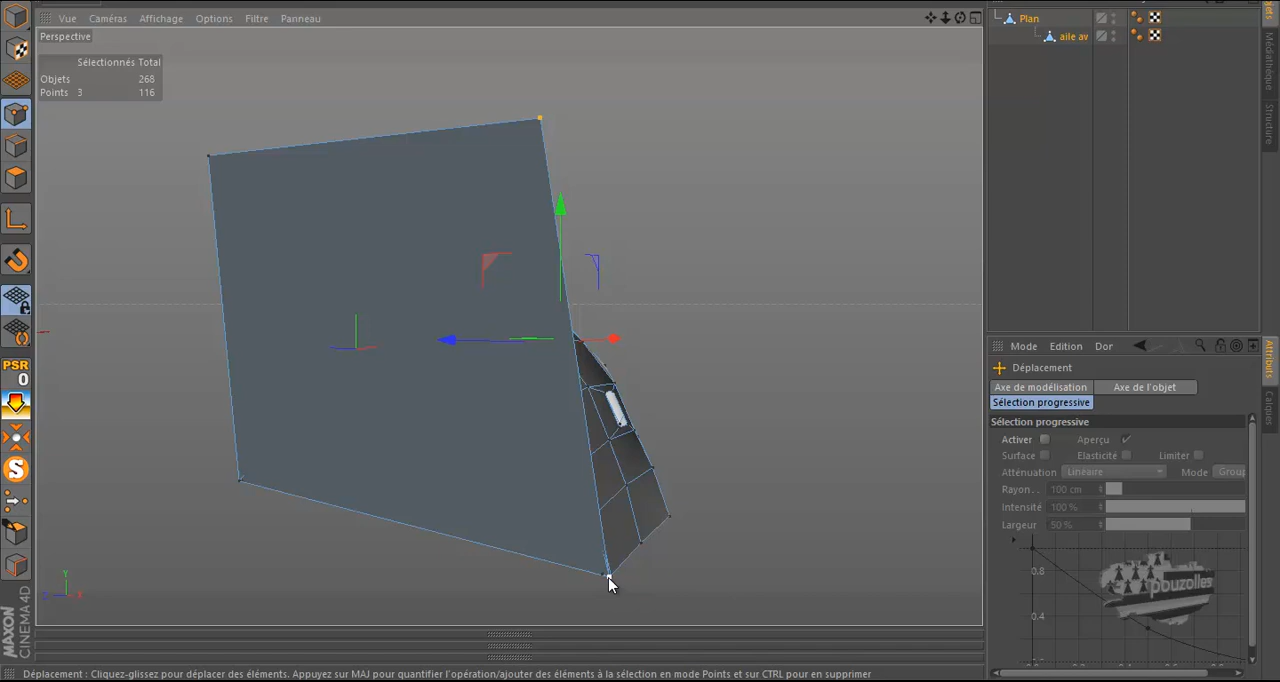 Vue Caméras Affichage Options Filtre Panneau
Perspective
Sélectionnés Total
Objets 268
Points 3 116
Y
X
PSR
0
S
MAXON
CINEMA 4D
Plan
aile av
Médiathèque
Structure
Mode Edition Dor
Déplacement
Axe de modélisation Axe de l'objet
Sélection progressive
Sélection progressive
Activer Aperçu
Surface Elasticité Limiter
Atténuation Linéaire Mode Group
Rayon . . 100 cm
Intensité 100 %
Largeur 50 %
0.8
0.4
pouzolles
Attributs
Calques
Déplacement : Cliquez-glissez pour déplacer des éléments. Appuyez sur MAJ pour quantifier l'opération/ajouter des éléments à la sélection en mode Points et sur CTRL pour en supprimer